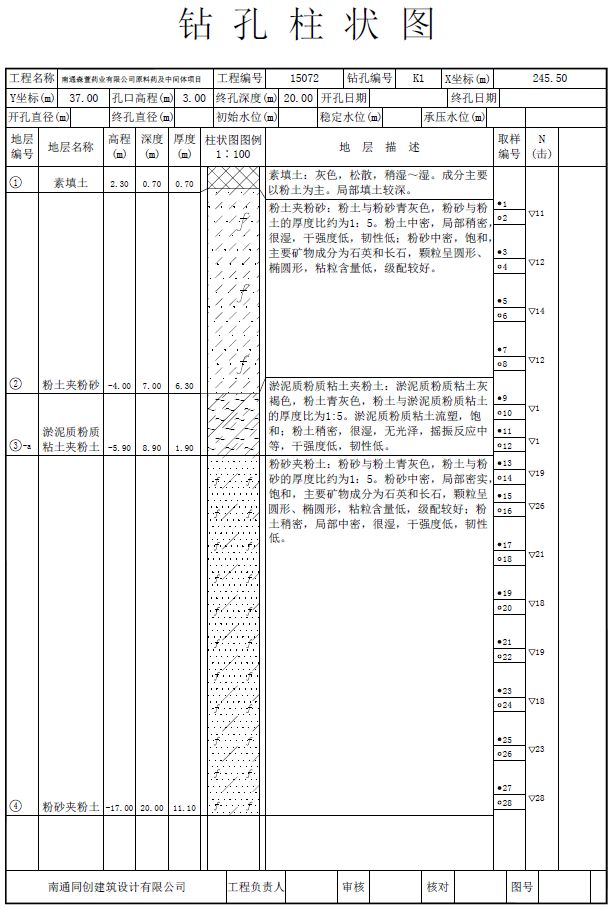 钻孔柱状图
工程名称 南通森萱药业有限公司原料药及中间体项目 工程编号 15072 钻孔编号 K1 X坐标(m) 245.50
Y坐标(m) 37.00 孔口高程(m) 3.00 终孔深度(m) 20.00 开孔日期 终孔日期
开孔直径(m) 终孔直径(m) 初始水位(m) 稳定水位(m) 承压水位(m)
地层编号 地层名称 高程(m) 深度(m) 厚度(m) 柱状图图例 1:100 地层描述 取样编号 N(击)
① 素填土 2.30 0.70 0.70
素填土：灰色，松散，稍湿～湿。成分主要
以粉土为主。局部填土较深。
粉土夹粉砂：粉土与粉砂青灰色，粉砂与粉
土的厚度比约为1：5。粉土中密，局部稍密，
很湿，干强度低，韧性低；粉砂中密，饱和，
主要矿物成分为石英和长石，颗粒呈圆形、
椭圆形，粘粒含量低，级配较好。
② 粉土夹粉砂 -4.00 7.00 6.30
淤泥质粉质粘土夹粉土：淤泥质粉质粘土灰
褐色，粉土青灰色，粉土与淤泥质粉质粘土
的厚度比为1:5。淤泥质粉质粘土流塑，饱
和；粉土稍密，很湿，无光泽，摇振反应中
等，干强度低，韧性低。
淤泥质粉质
③-a 粘土夹粉土 -5.90 8.90 1.90
粉砂夹粉土：粉砂与粉土青灰色，粉土与粉
砂的厚度比约为1：5。粉砂中密，局部密实，
饱和，主要矿物成分为石英和长石，颗粒呈
圆形、椭圆形，粘粒含量低，级配较好；粉
土稍密，局部中密，很湿，干强度低，韧性
低。
④ 粉砂夹粉土 -17.00 20.00 11.10
●1
○2 ▽11
●3
○4 ▽12
●5
○6 ▽14
●7
○8 ▽12
●9
○10 ▽1
●11
○12 ▽1
●13
○14 ▽19
●15
○16 ▽26
●17
○18 ▽21
●19
○20 ▽18
●21
○22 ▽19
●23
○24 ▽18
●25
○26 ▽23
●27
○28 ▽28
南通同创建筑设计有限公司 工程负责人 审核 核对 图号